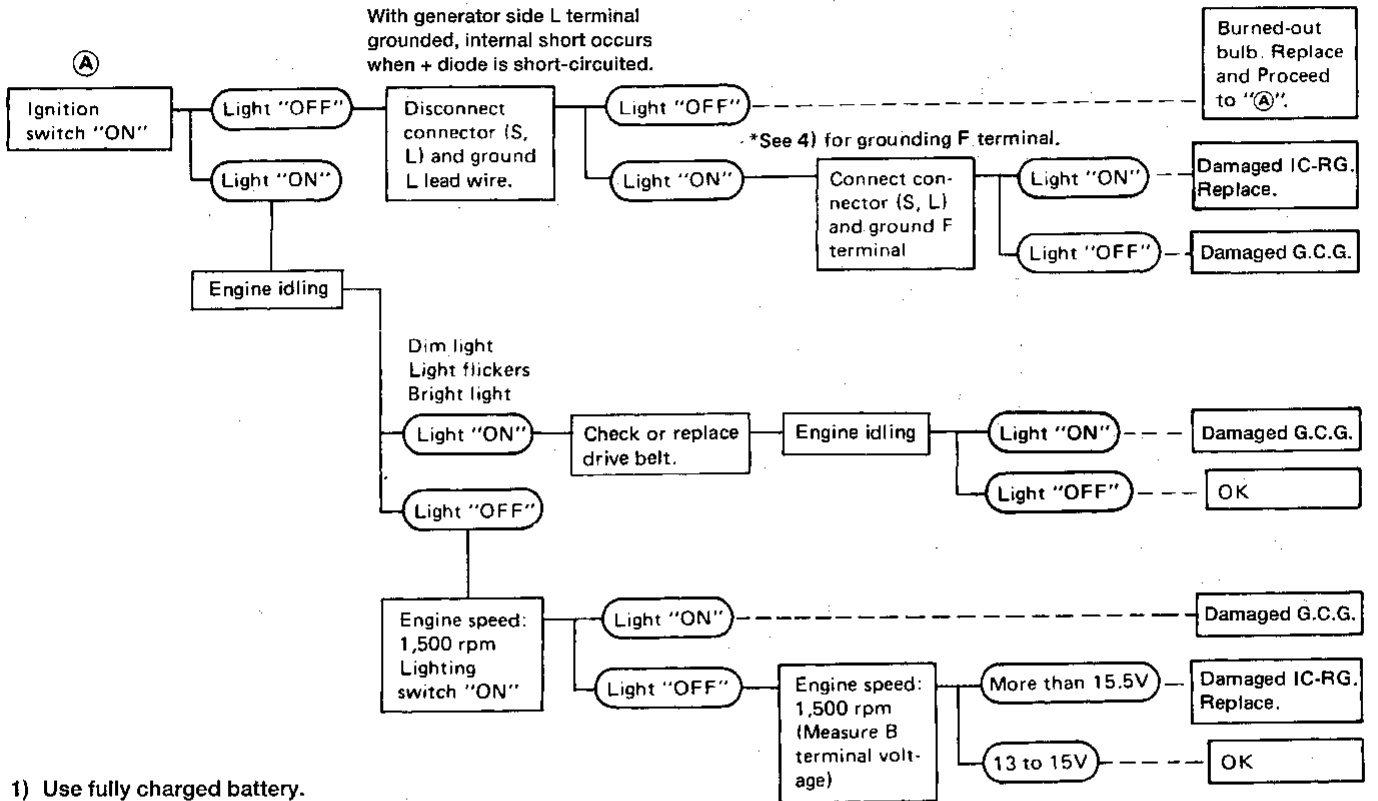 With generator side L terminal
grounded, internal short occurs
when + diode is short-circuited.
Ⓐ
Ignition
switch "ON"
Light "OFF"
Disconnect
connector (S,
L) and ground
L lead wire.
Light "OFF"
Burned-out
bulb. Replace
and Proceed
to "Ⓐ".
Light "ON"
*See 4) for grounding F terminal.
Light "ON"
Connect con-
nector (S, L)
and ground F
terminal
Light "ON"
Damaged IC-RG.
Replace.
Light "OFF"
Damaged G.C.G.
Engine idling
Dim light
Light flickers
Bright light
Light "ON"
Check or replace
drive belt.
Engine idling
Light "ON"
Damaged G.C.G.
Light "OFF"
OK
Light "OFF"
Engine speed:
1,500 rpm
Lighting
switch "ON"
Light "ON"
Damaged G.C.G.
Light "OFF"
Engine speed:
1,500 rpm
(Measure B
terminal volt-
age)
More than 15.5V
Damaged IC-RG.
Replace.
13 to 15V
OK
1) Use fully charged battery.